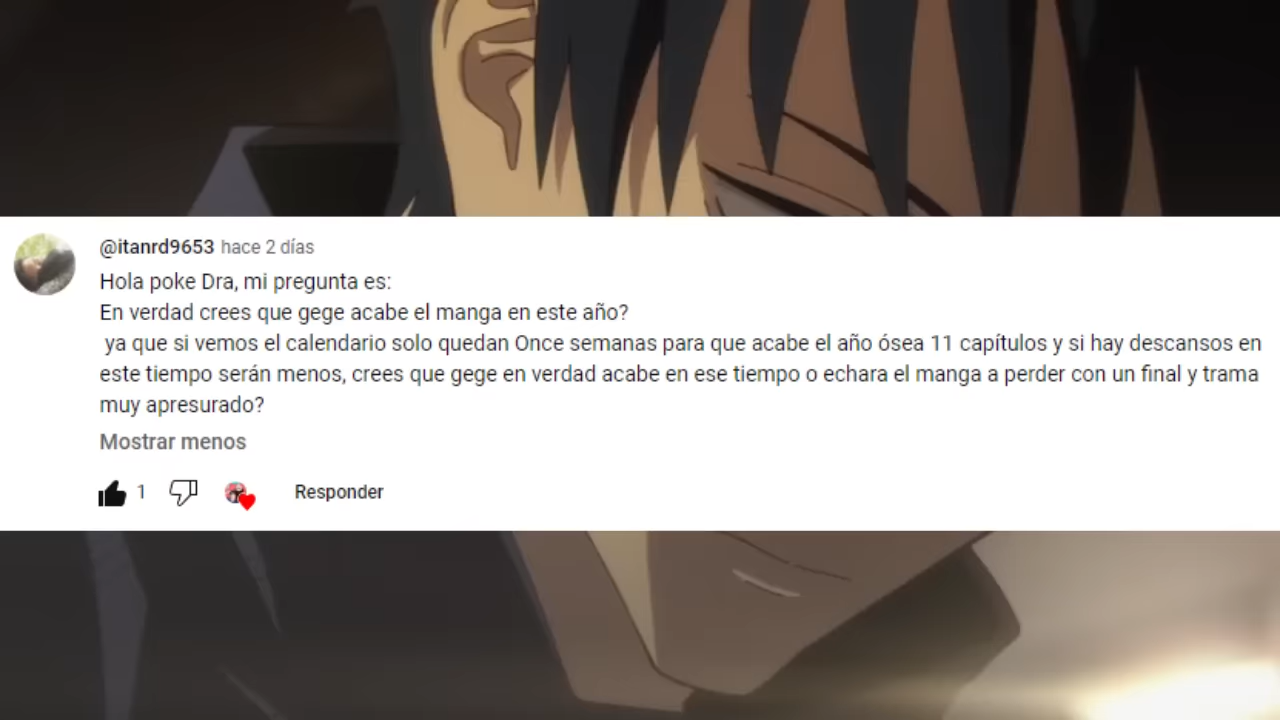 @itanrd9653 hace 2 días
Hola poke Dra, mi pregunta es:
En verdad crees que gege acabe el manga en este año?
ya que si vemos el calendario solo quedan Once semanas para que acabe el año ósea 11 capítulos y si hay descansos en
este tiempo serán menos, crees que gege en verdad acabe en ese tiempo o echara el manga a perder con un final y trama
muy apresurado?
Mostrar menos
1 Responder